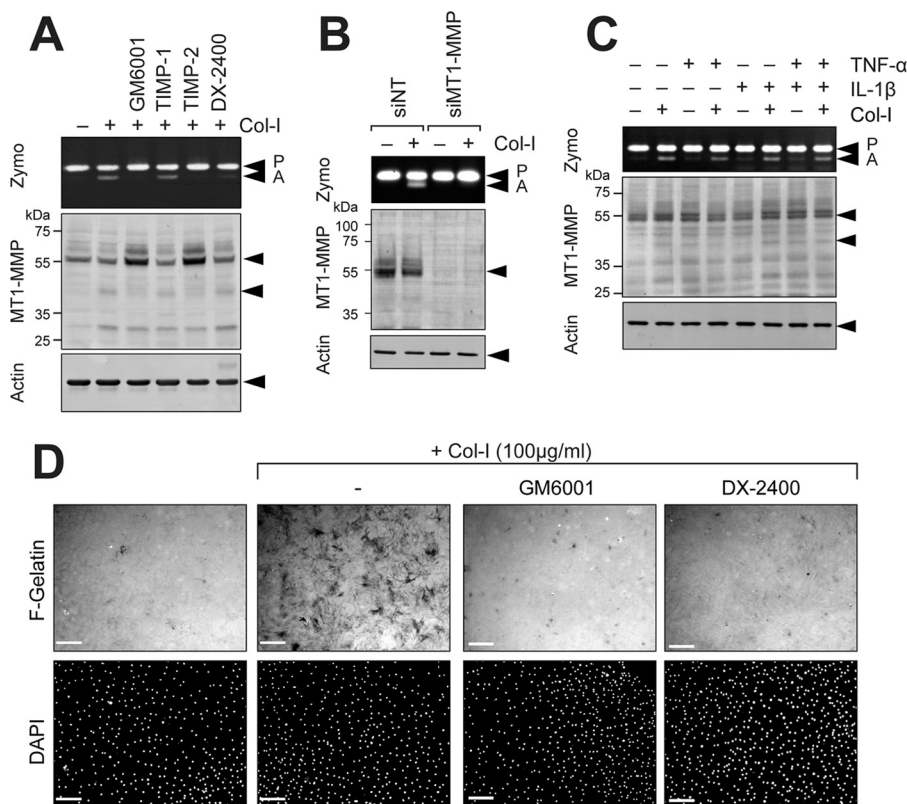 A
GM6001
TIMP-1
TIMP-2
DX-2400
– + + + + + Col-I
Zymo
P
A
kDa
75
55
35
25
MT1-MMP
Actin
B
siNT
siMT1-MMP
– + – + Col-I
Zymo
P
A
kDa
100
75
55
35
MT1-MMP
Actin
C
– – + + – – + + TNF-α
– – – – + + + + IL-1β
– + – + – + – + Col-I
Zymo
P
A
kDa
75
55
35
25
MT1-MMP
Actin
D
+ Col-I (100µg/ml)
- GM6001 DX-2400
F-Gelatin
DAPI